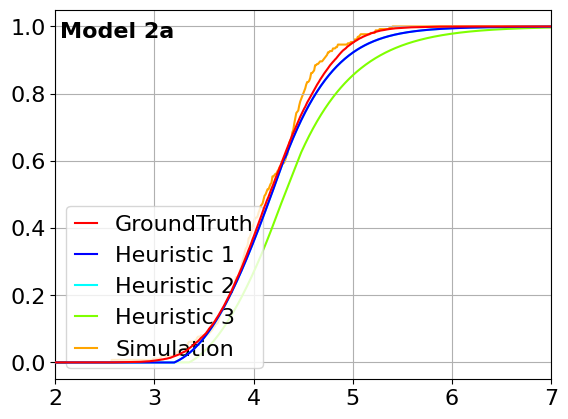 Model 2a
1.0
0.8
0.6
0.4
0.2
0.0
GroundTruth
Heuristic 1
Heuristic 2
Heuristic 3
Simulation
2 3 4 5 6 7